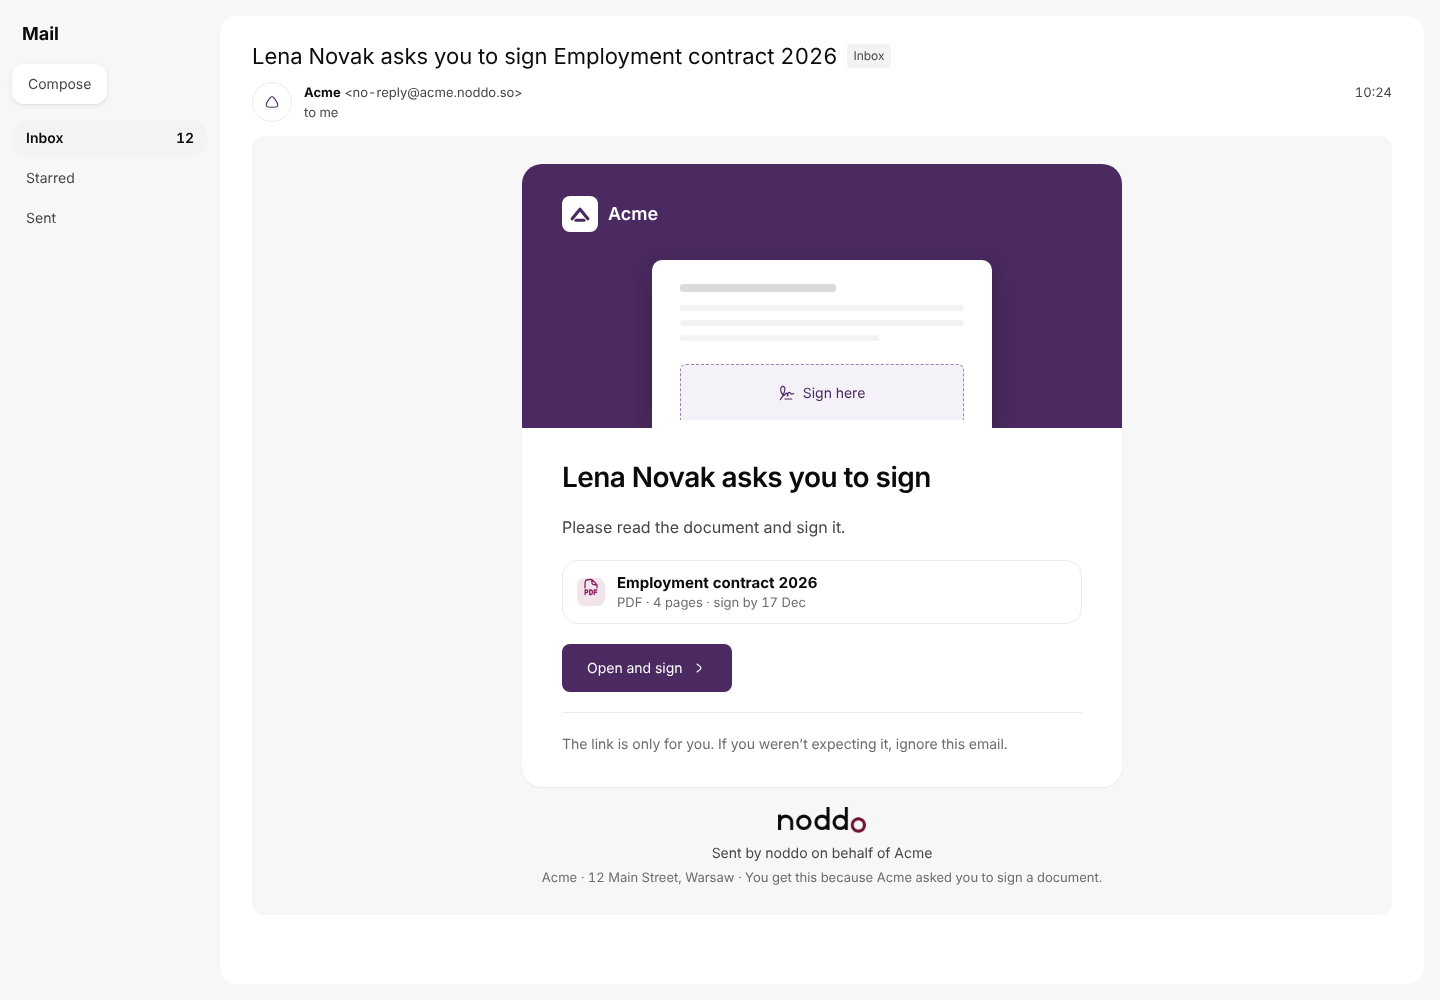 Mail
Compose
Inbox 12
Starred
Sent
Lena Novak asks you to sign Employment contract 2026 Inbox
Acme <no-reply@acme.noddo.so> 10:24
to me
Acme
Sign here
Lena Novak asks you to sign
Please read the document and sign it.
PDF
Employment contract 2026
PDF · 4 pages · sign by 17 Dec
Open and sign
The link is only for you. If you weren’t expecting it, ignore this email.
noddo
Sent by noddo on behalf of Acme
Acme · 12 Main Street, Warsaw · You get this because Acme asked you to sign a document.